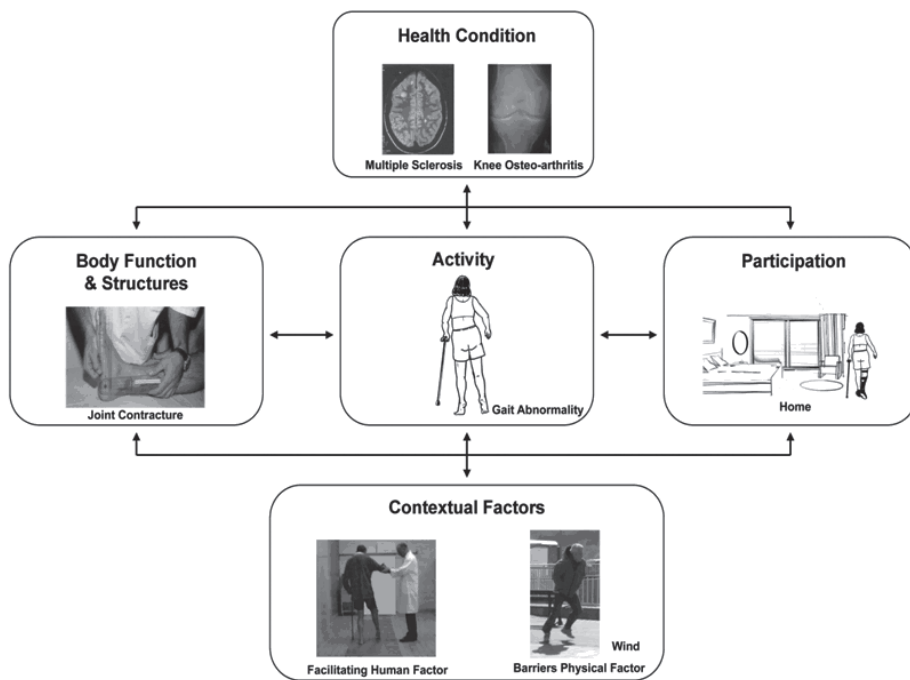 Health Condition
Multiple Sclerosis
Knee Osteo-arthritis
Body Function
& Structures
Joint Contracture
Activity
Gait Abnormality
Participation
Home
Contextual Factors
Facilitating Human Factor
Wind
Barriers Physical Factor